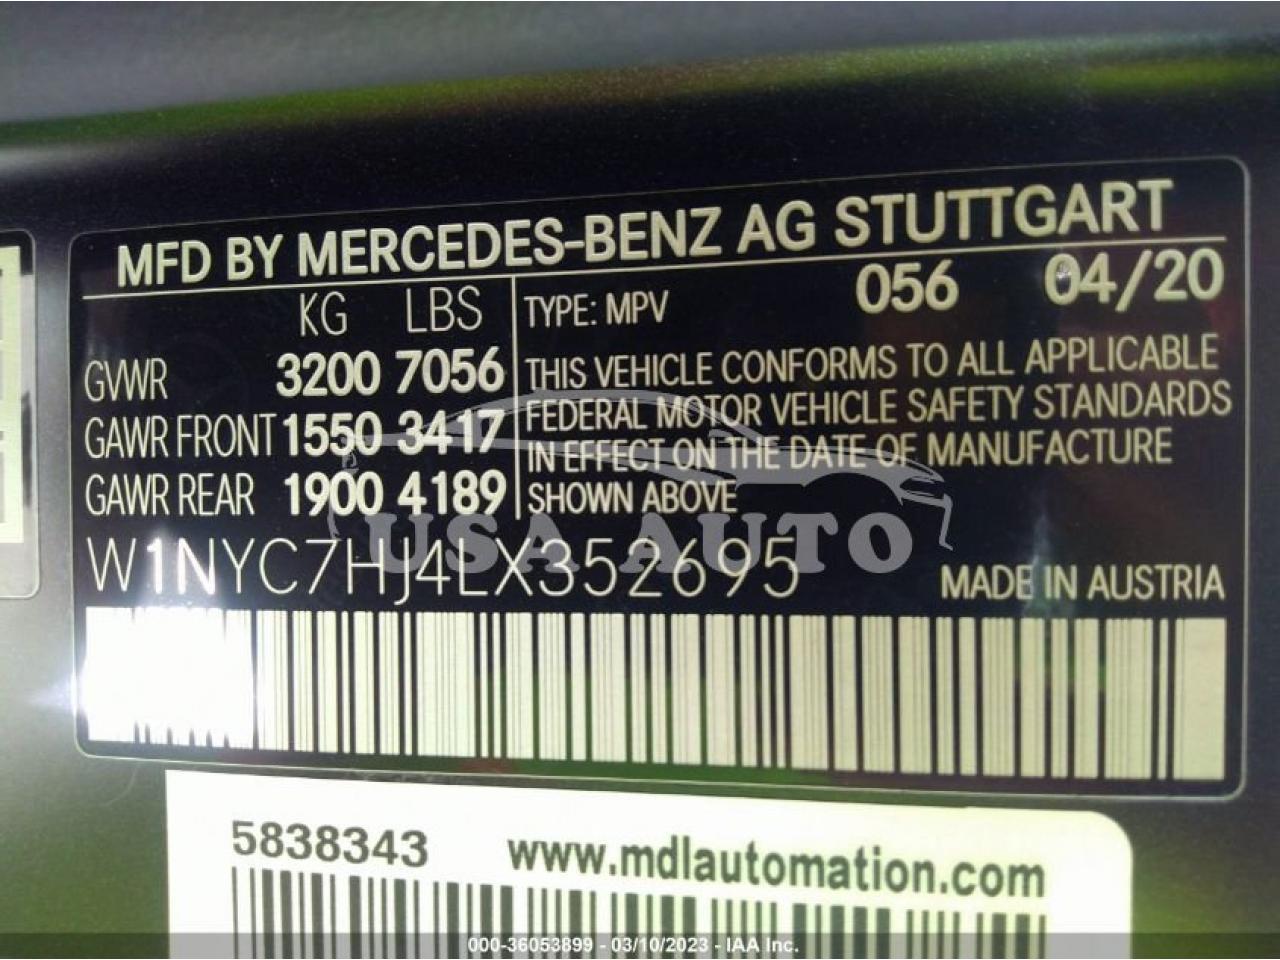 MFD BY MERCEDES-BENZ AG STUTTGART
KG LBS
TYPE: MPV 056 04/20
GVWR 3200 7056
GAWR FRONT 1550 3417
GAWR REAR 1900 4189
THIS VEHICLE CONFORMS TO ALL APPLICABLE
FEDERAL MOTOR VEHICLE SAFETY STANDARDS
IN EFFECT ON THE DATE OF MANUFACTURE
SHOWN ABOVE
USA AUTO
W1NYC7HJ4LX352695 MADE IN AUSTRIA
5838343 www.mdlautomation.com
000-36053899 - 03/10/2023 - IAA Inc.